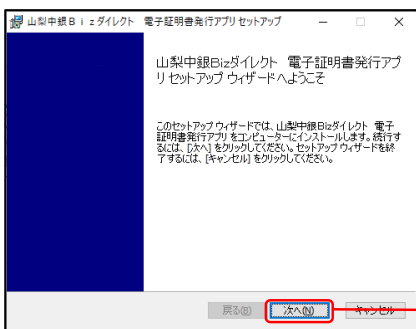 山梨中銀Ｂｉｚダイレクト　電子証明書発行アプリ セットアップ
山梨中銀Bizダイレクト　電子証明書発行アプ
リ セットアップ ウィザードへようこそ
このセットアップ ウィザードでは、山梨中銀Bizダイレクト　電子
証明書発行アプリ をコンピューターにインストールします。続行す
るには、[次へ] をクリックしてください。セットアップ ウィザードを終
了するには、[キャンセル] をクリックしてください。
戻る(B)　次へ(N)　キャンセル